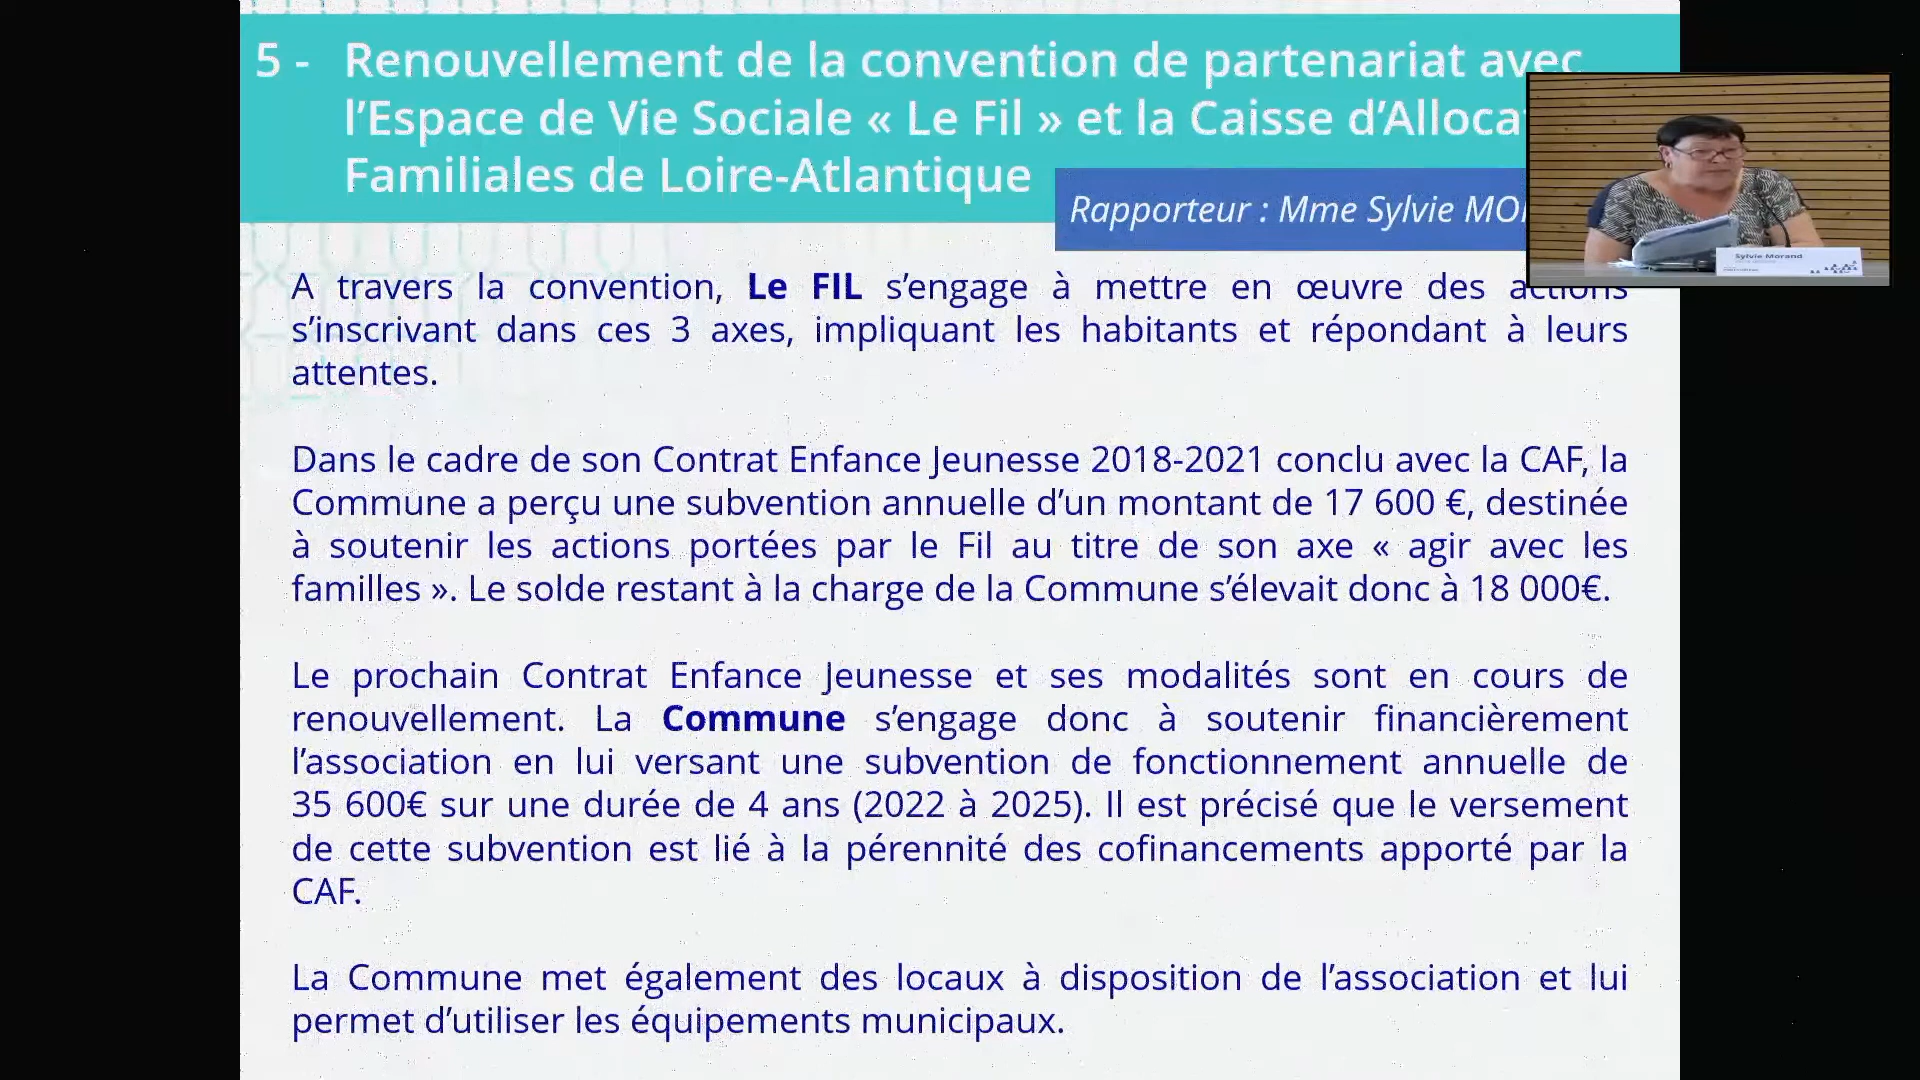 5 - Renouvellement de la convention de partenariat avec
l’Espace de Vie Sociale « Le Fil » et la Caisse d’Alloca
Familiales de Loire-Atlantique
Rapporteur : Mme Sylvie MO
Sylvie Morand
A travers la convention, Le FIL s’engage à mettre en œuvre des actions
s’inscrivant dans ces 3 axes, impliquant les habitants et répondant à leurs
attentes.
Dans le cadre de son Contrat Enfance Jeunesse 2018-2021 conclu avec la CAF, la
Commune a perçu une subvention annuelle d’un montant de 17 600 €, destinée
à soutenir les actions portées par le Fil au titre de son axe « agir avec les
familles ». Le solde restant à la charge de la Commune s’élevait donc à 18 000€.
Le prochain Contrat Enfance Jeunesse et ses modalités sont en cours de
renouvellement. La Commune s’engage donc à soutenir financièrement
l’association en lui versant une subvention de fonctionnement annuelle de
35 600€ sur une durée de 4 ans (2022 à 2025). Il est précisé que le versement
de cette subvention est lié à la pérennité des cofinancements apporté par la
CAF.
La Commune met également des locaux à disposition de l’association et lui
permet d’utiliser les équipements municipaux.